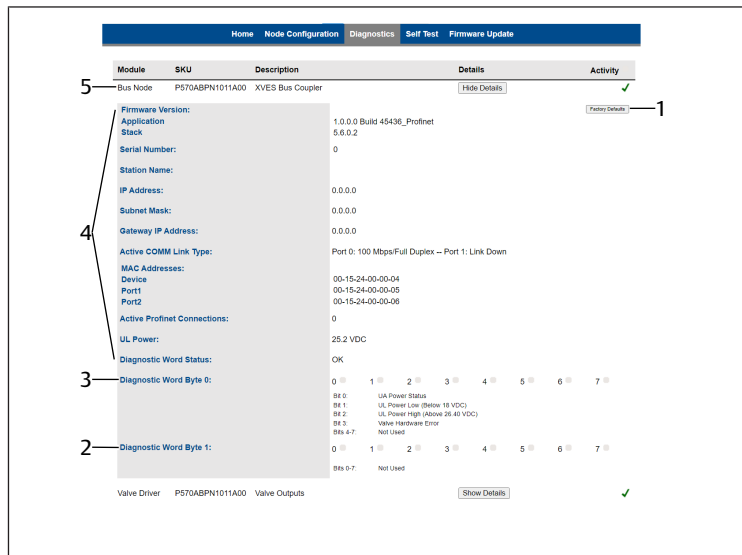 Home Node Configuration Diagnostics Self Test Firmware Update
Module SKU Description Details Activity
5 Bus Node P570ABPN1011A00 XVES Bus Coupler Hide Details ✓
Firmware Version: Factory Defaults 1
Application 1.0.0.0 Build 45436_Profinet
Stack 5.6.0.2
Serial Number: 0
Station Name:
IP Address: 0.0.0.0
Subnet Mask: 0.0.0.0
4 Gateway IP Address: 0.0.0.0
Active COMM Link Type: Port 0: 100 Mbps/Full Duplex -- Port 1: Link Down
MAC Addresses:
Device 00-15-24-00-00-04
Port1 00-15-24-00-00-05
Port2 00-15-24-00-00-06
Active Profinet Connections: 0
UL Power: 25.2 VDC
Diagnostic Word Status: OK
3 Diagnostic Word Byte 0: 0 1 2 3 4 5 6 7
Bit 0: UA Power Status
Bit 1: UL Power Low (Below 18 VDC)
Bit 2: UL Power High (Above 26.40 VDC)
Bit 3: Valve Hardware Error
Bits 4-7: Not Used
2 Diagnostic Word Byte 1: 0 1 2 3 4 5 6 7
Bits 0-7: Not Used
Valve Driver P570ABPN1011A00 Valve Outputs Show Details ✓